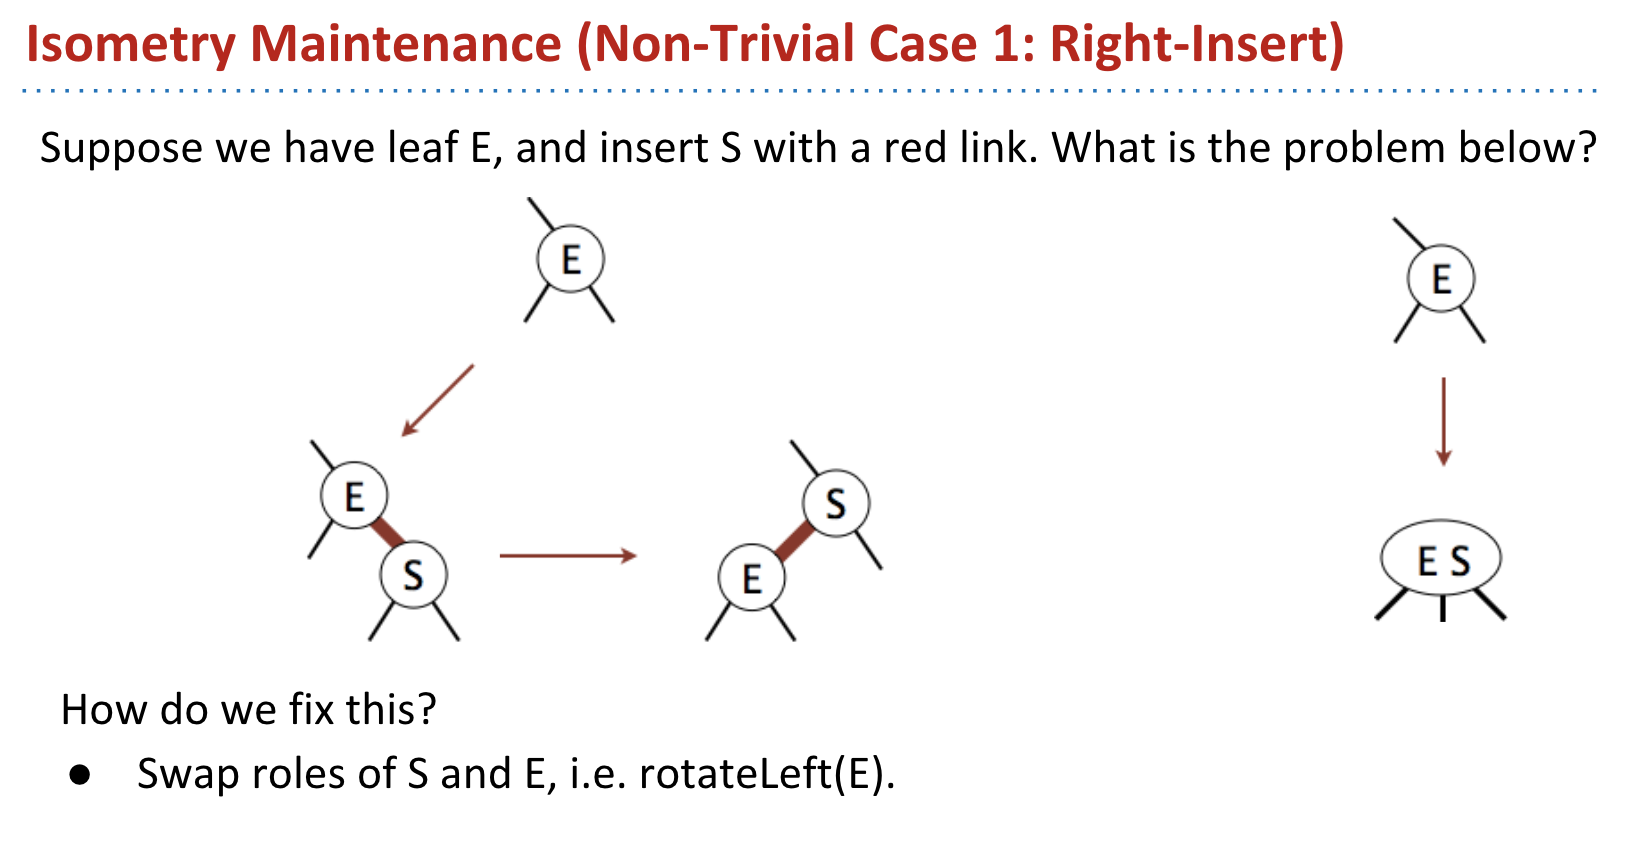 Isometry Maintenance (Non-Trivial Case 1: Right-Insert)
Suppose we have leaf E, and insert S with a red link. What is the problem below?
E
E
E
S
S
E
E S
How do we fix this?
● Swap roles of S and E, i.e. rotateLeft(E).